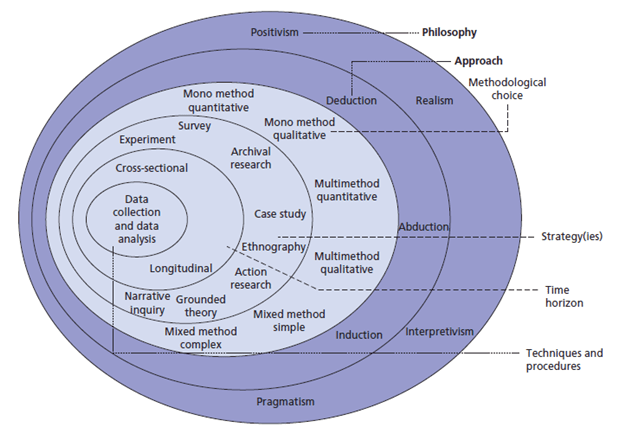 Positivism
Philosophy
Approach
Methodological
choice
Mono method
quantitative
Deduction
Realism
Survey
Mono method
qualitative
Experiment
Archival
research
Cross-sectional
Multimethod
quantitative
Data
collection
and data
analysis
Case study
Abduction
Strategy(ies)
Ethnography
Multimethod
qualitative
Longitudinal
Action
research
Time
horizon
Narrative
inquiry
Grounded
theory
Mixed method
simple
Mixed method
complex
Induction
Interpretivism
Techniques and
procedures
Pragmatism